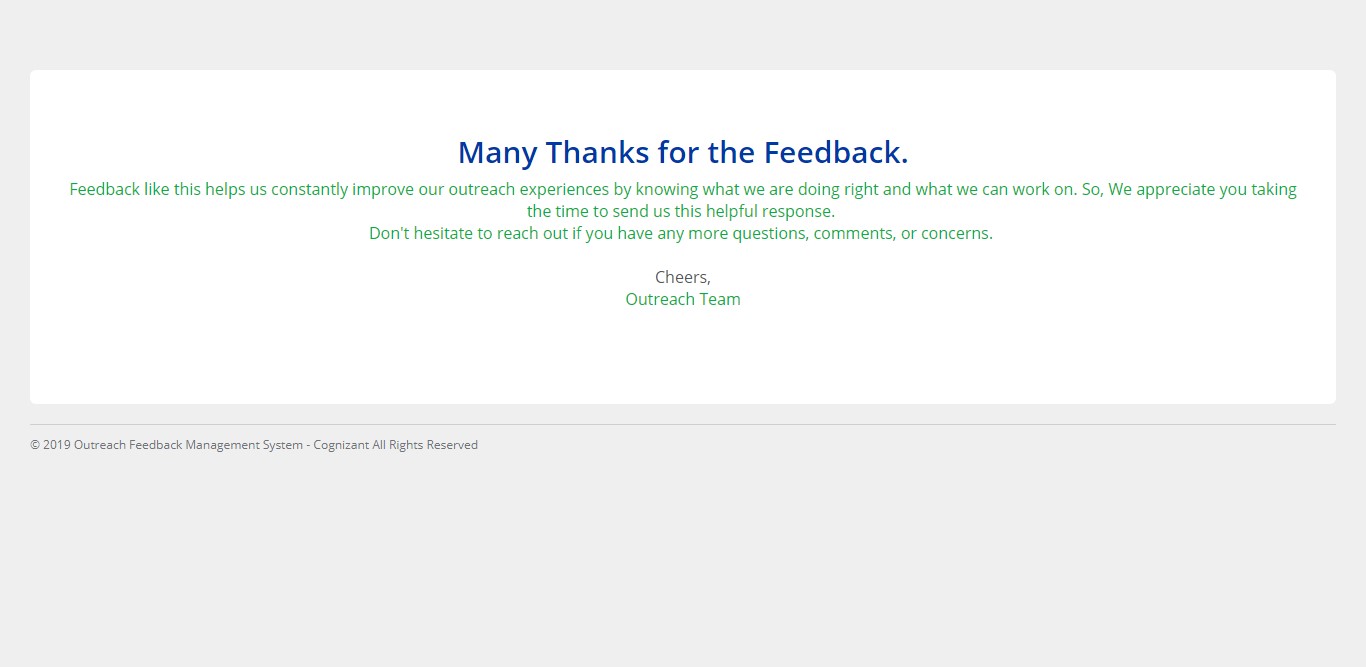 Many Thanks for the Feedback.
Feedback like this helps us constantly improve our outreach experiences by knowing what we are doing right and what we can work on. So, We appreciate you taking
the time to send us this helpful response.
Don't hesitate to reach out if you have any more questions, comments, or concerns.
Cheers,
Outreach Team
© 2019 Outreach Feedback Management System - Cognizant All Rights Reserved